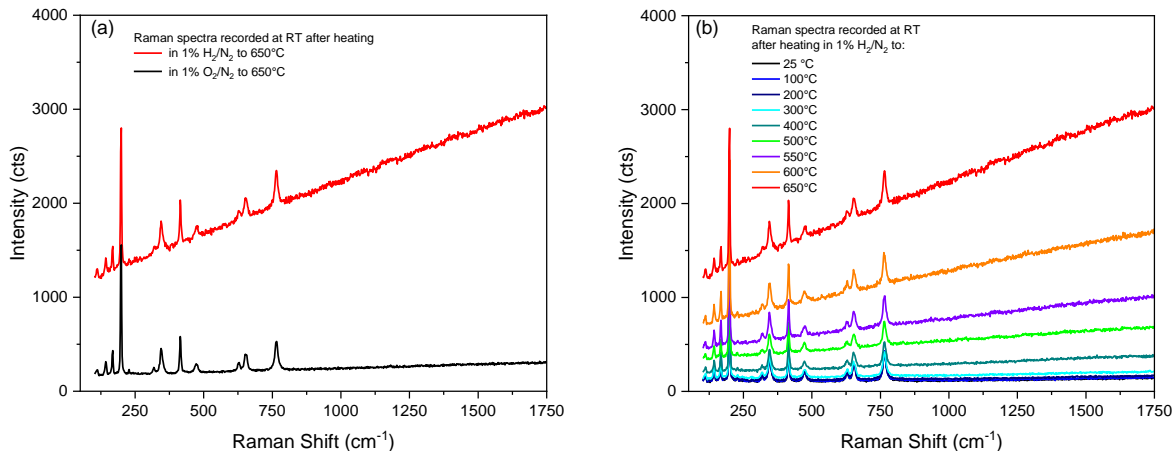 (a)
Raman spectra recorded at RT after heating
in 1% H₂/N₂ to 650°C
in 1% O₂/N₂ to 650°C
4000
3000
2000
1000
0
Intensity (cts)
250
500
750
1000
1250
1500
1750
Raman Shift (cm⁻¹)
(b)
Raman spectra recorded at RT
after heating in 1% H₂/N₂ to:
25 °C
100°C
200°C
300°C
400°C
500°C
550°C
600°C
650°C
4000
3000
2000
1000
0
Intensity (cts)
250
500
750
1000
1250
1500
1750
Raman Shift (cm⁻¹)